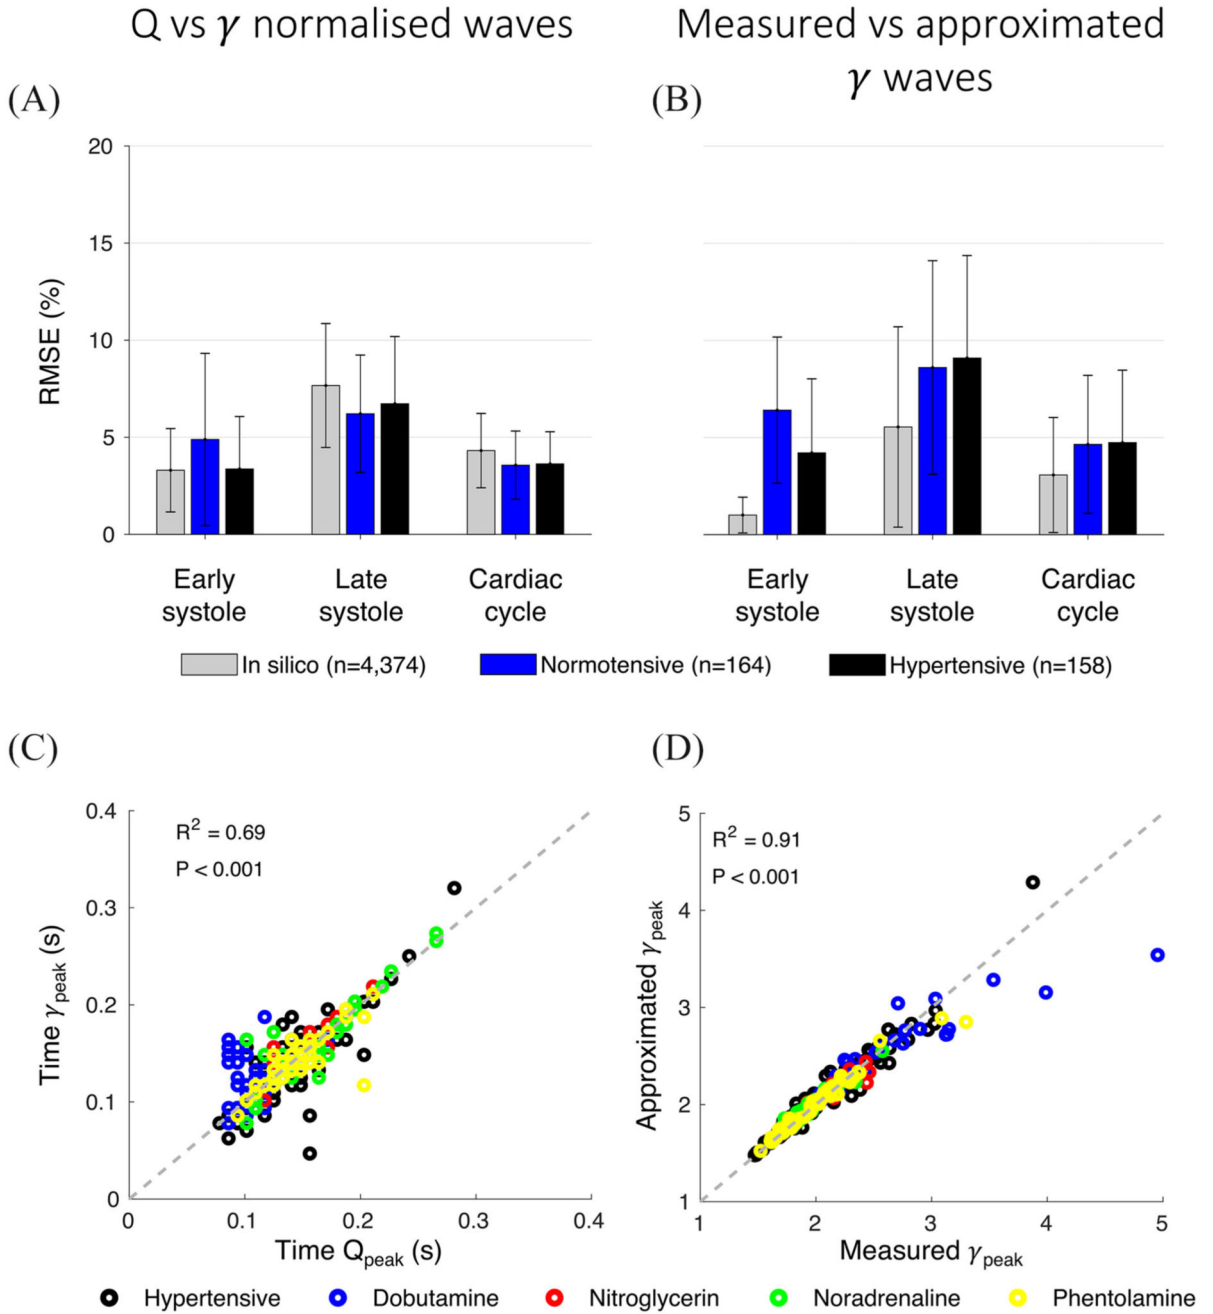 Q vs γ normalised waves
Measured vs approximated
γ waves
(A)
(B)
20
15
10
5
0
RMSE (%)
Early
systole
Late
systole
Cardiac
cycle
Early
systole
Late
systole
Cardiac
cycle
In silico (n=4,374)
Normotensive (n=164)
Hypertensive (n=158)
(C)
(D)
0.4
0.3
0.2
0.1
0
R² = 0.69
P < 0.001
Time γpeak (s)
0
0.1
0.2
0.3
0.4
Time Qpeak (s)
5
4
3
2
1
R² = 0.91
P < 0.001
Approximated γpeak
1
2
3
4
5
Measured γpeak
Hypertensive
Dobutamine
Nitroglycerin
Noradrenaline
Phentolamine